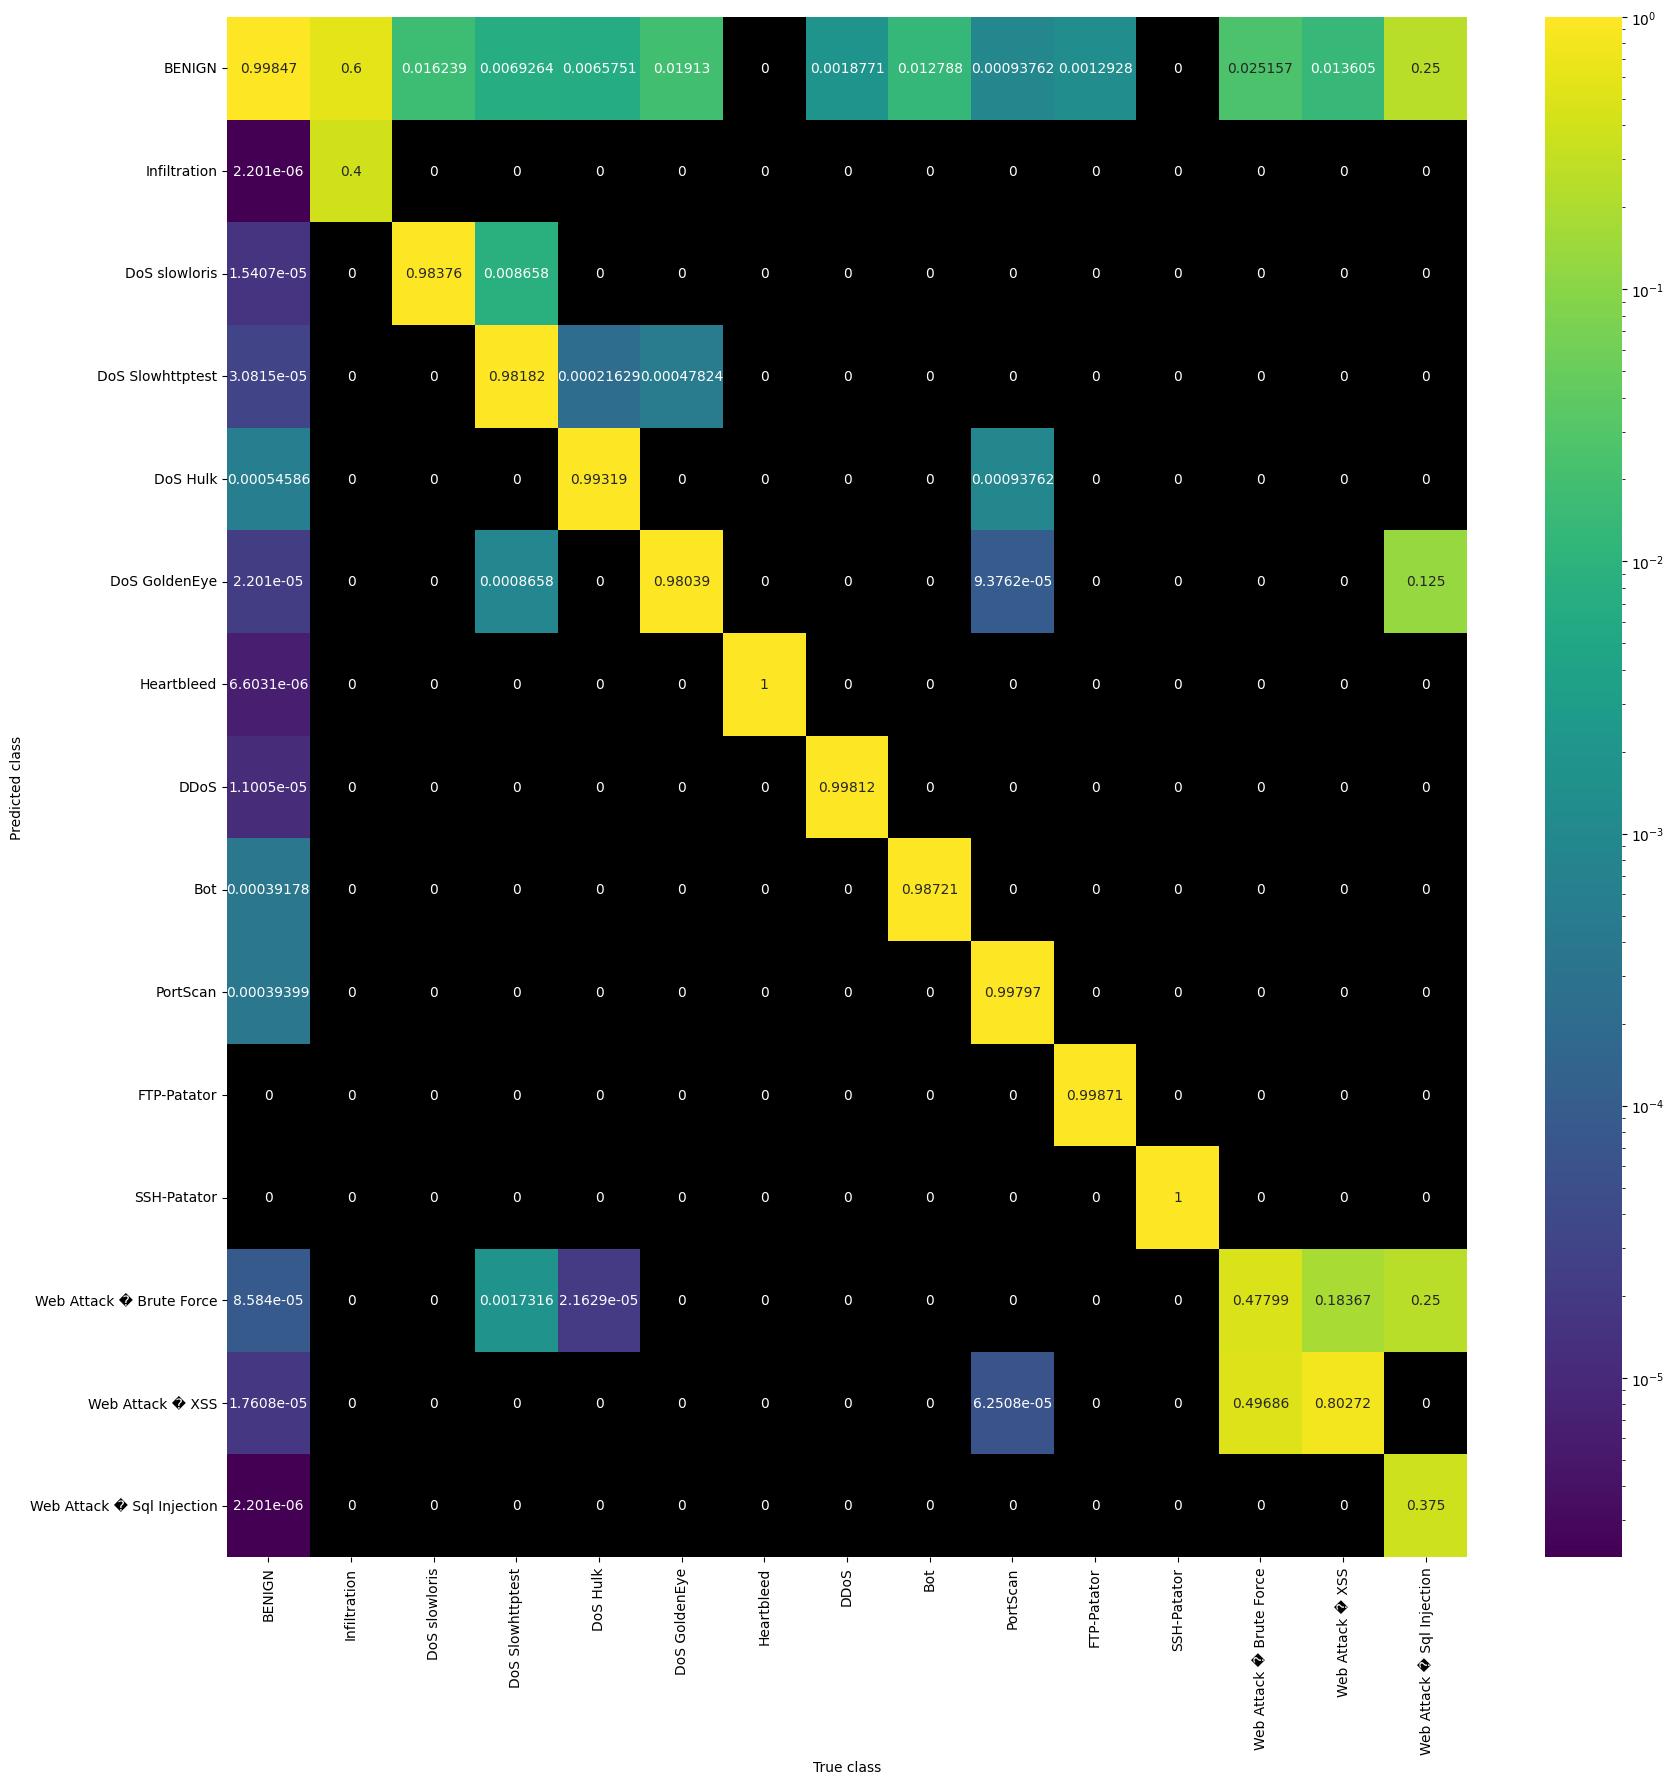 BENIGN 0.99847 0.6 0.016239 0.0069264 0.0065751 0.01913 0 0.0018771 0.012788 0.00093762 0.0012928 0 0.025157 0.013605 0.25
Infiltration 2.201e-06 0.4 0 0 0 0 0 0 0 0 0 0 0 0 0
DoS slowloris 1.5407e-05 0 0.98376 0.008658 0 0 0 0 0 0 0 0 0 0 0
DoS Slowhttptest 3.0815e-05 0 0 0.98182 0.00021629 0.00047824 0 0 0 0 0 0 0 0 0
DoS Hulk 0.00054586 0 0 0 0.99319 0 0 0 0 0.00093762 0 0 0 0 0
DoS GoldenEye 2.201e-05 0 0 0.0008658 0 0.98039 0 0 0 9.3762e-05 0 0 0 0 0.125
Heartbleed 6.6031e-06 0 0 0 0 0 1 0 0 0 0 0 0 0 0
DDoS 1.1005e-05 0 0 0 0 0 0 0.99812 0 0 0 0 0 0 0
Bot 0.00039178 0 0 0 0 0 0 0 0.98721 0 0 0 0 0 0
PortScan 0.00039399 0 0 0 0 0 0 0 0 0.99797 0 0 0 0 0
FTP-Patator 0 0 0 0 0 0 0 0 0 0 0.99871 0 0 0 0
SSH-Patator 0 0 0 0 0 0 0 0 0 0 0 1 0 0 0
Web Attack � Brute Force 8.584e-05 0 0 0.0017316 2.1629e-05 0 0 0 0 0 0 0 0.47799 0.18367 0.25
Web Attack � XSS 1.7608e-05 0 0 0 0 0 0 0 0 6.2508e-05 0 0 0.49686 0.80272 0
Web Attack � Sql Injection 2.201e-06 0 0 0 0 0 0 0 0 0 0 0 0 0 0.375
Predicted class
BENIGN
Infiltration
DoS slowloris
DoS Slowhttptest
DoS Hulk
DoS GoldenEye
Heartbleed
DDoS
Bot
PortScan
FTP-Patator
SSH-Patator
Web Attack � Brute Force
Web Attack � XSS
Web Attack � Sql Injection
True class
10⁰
10⁻¹
10⁻²
10⁻³
10⁻⁴
10⁻⁵